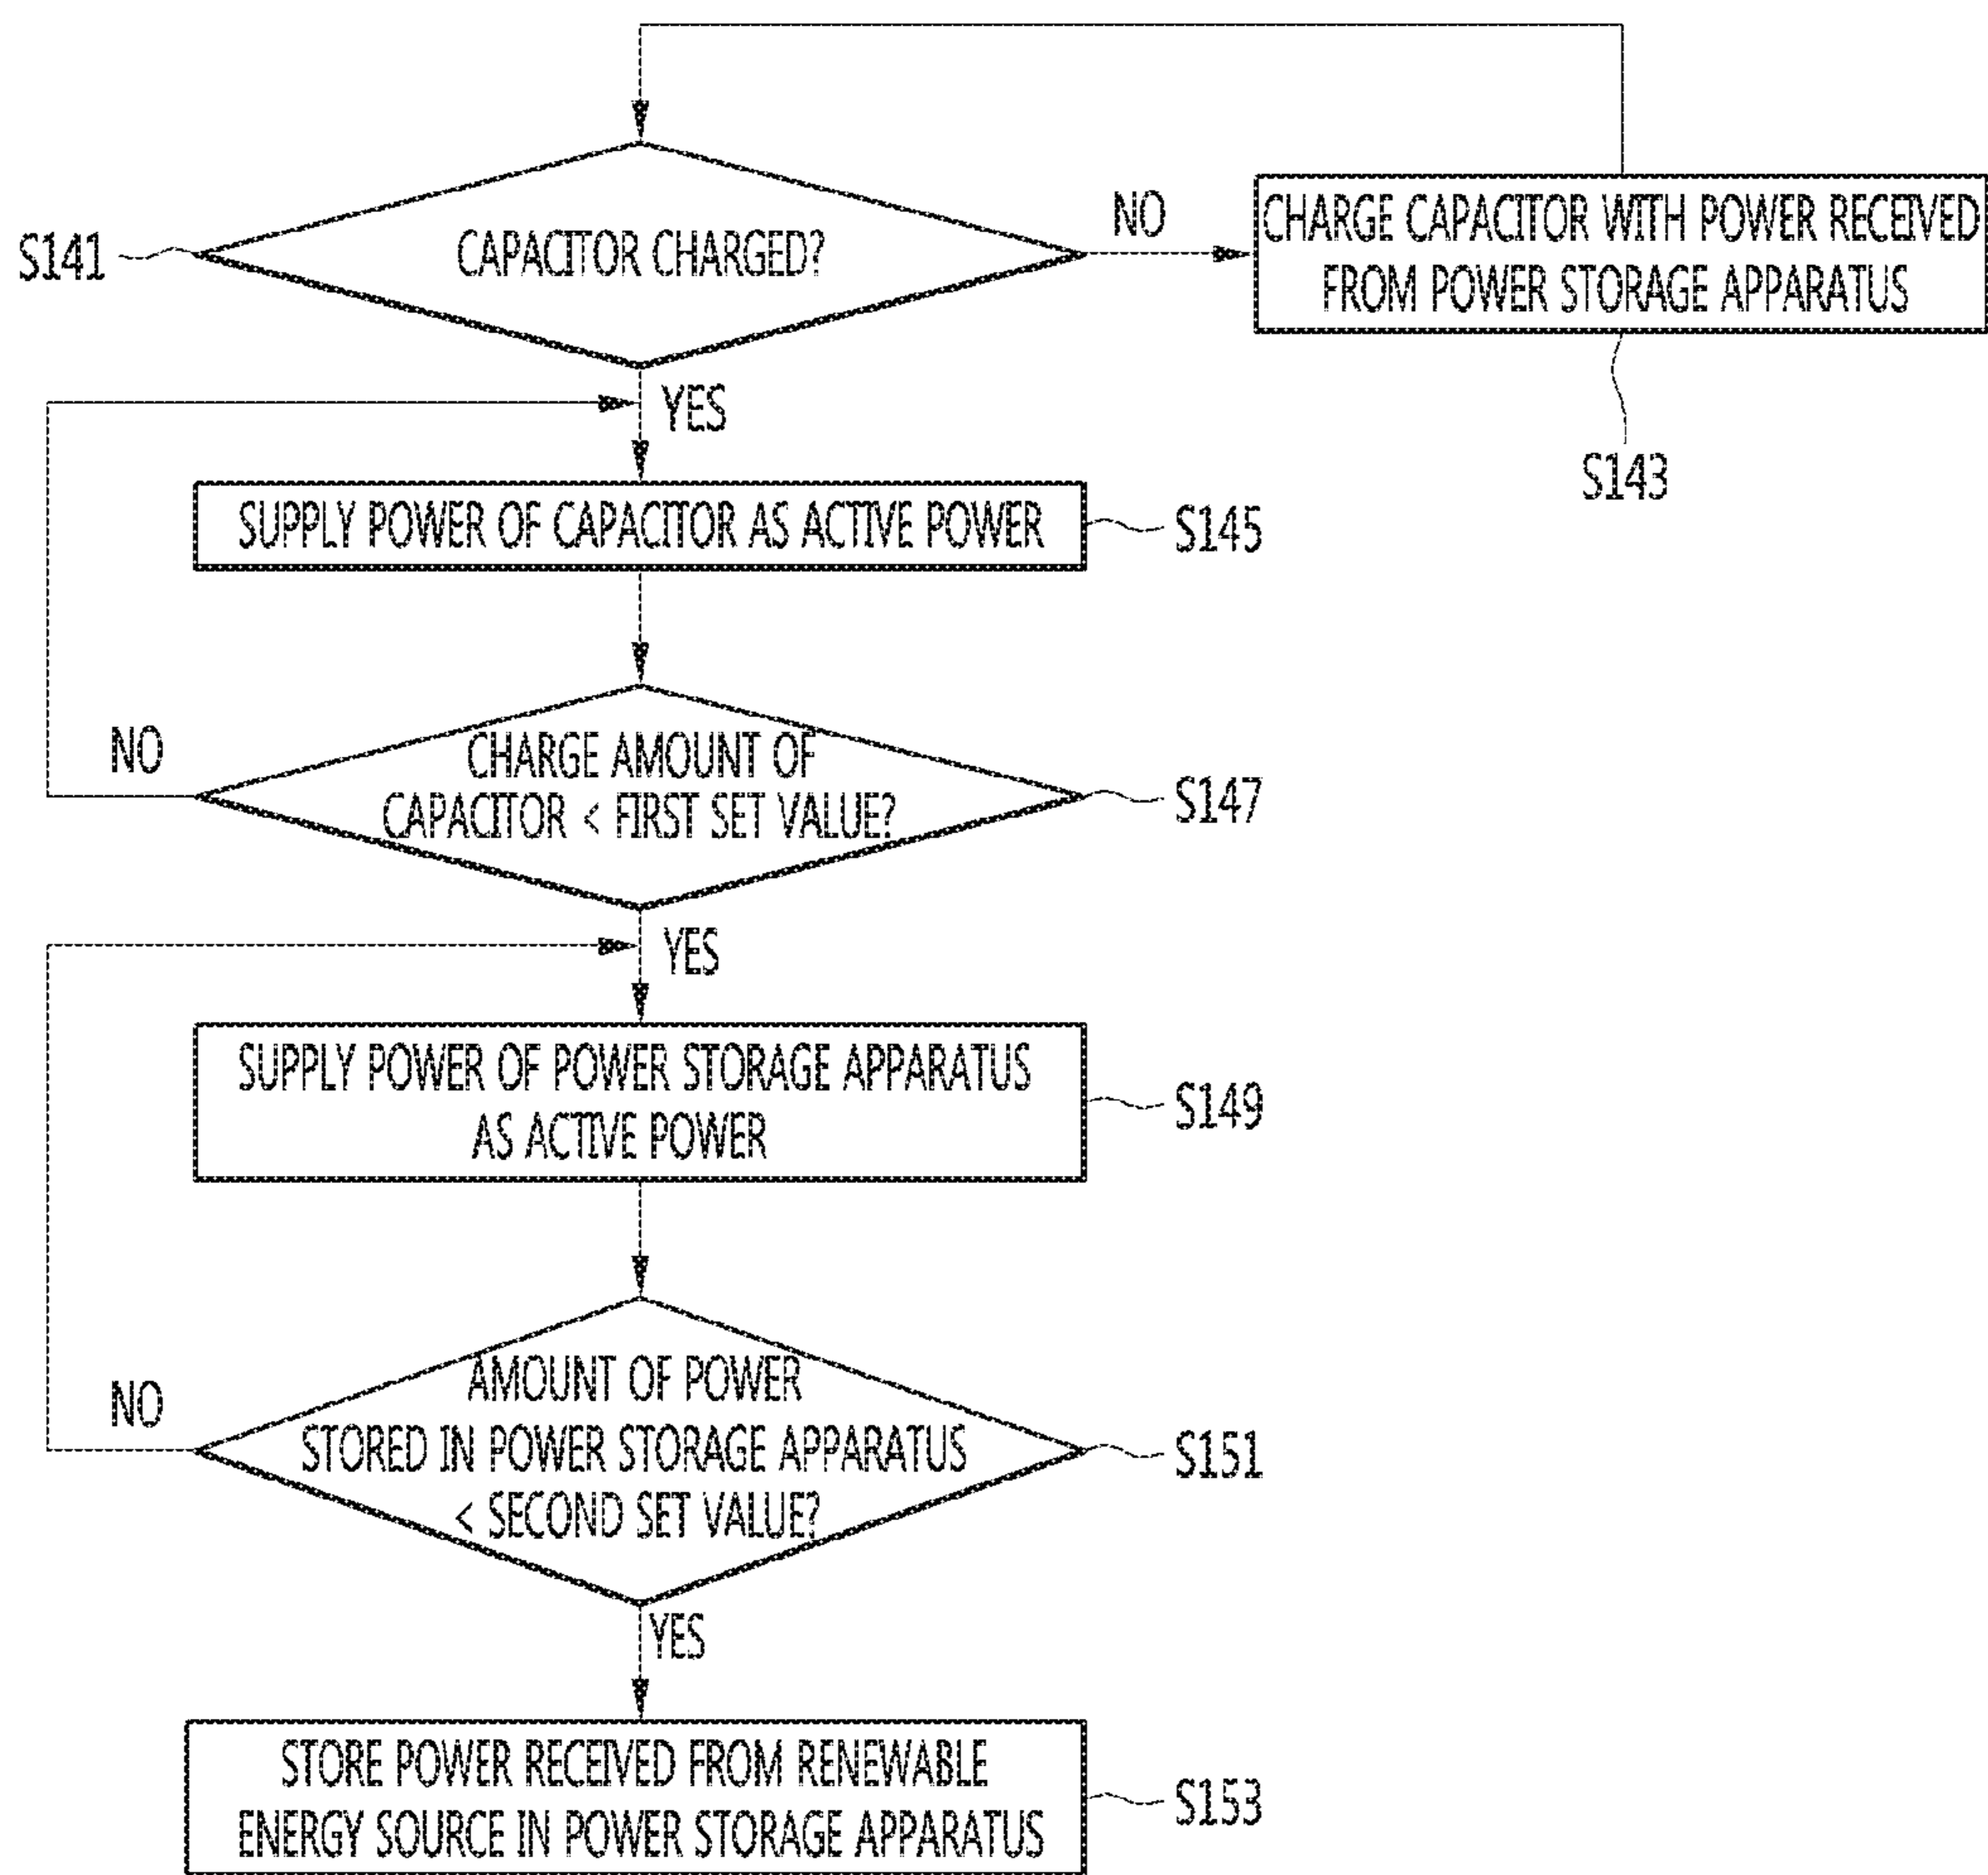 S141
CAPACITOR CHARGED?
NO
CHARGE CAPACITOR WITH POWER RECEIVED
FROM POWER STORAGE APPARATUS
S143
YES
SUPPLY POWER OF CAPACITOR AS ACTIVE POWER
S145
NO
CHARGE AMOUNT OF
CAPACITOR < FIRST SET VALUE?
S147
YES
SUPPLY POWER OF POWER STORAGE APPARATUS
AS ACTIVE POWER
S149
NO
AMOUNT OF POWER
STORED IN POWER STORAGE APPARATUS
< SECOND SET VALUE?
S151
YES
STORE POWER RECEIVED FROM RENEWABLE
ENERGY SOURCE IN POWER STORAGE APPARATUS
S153